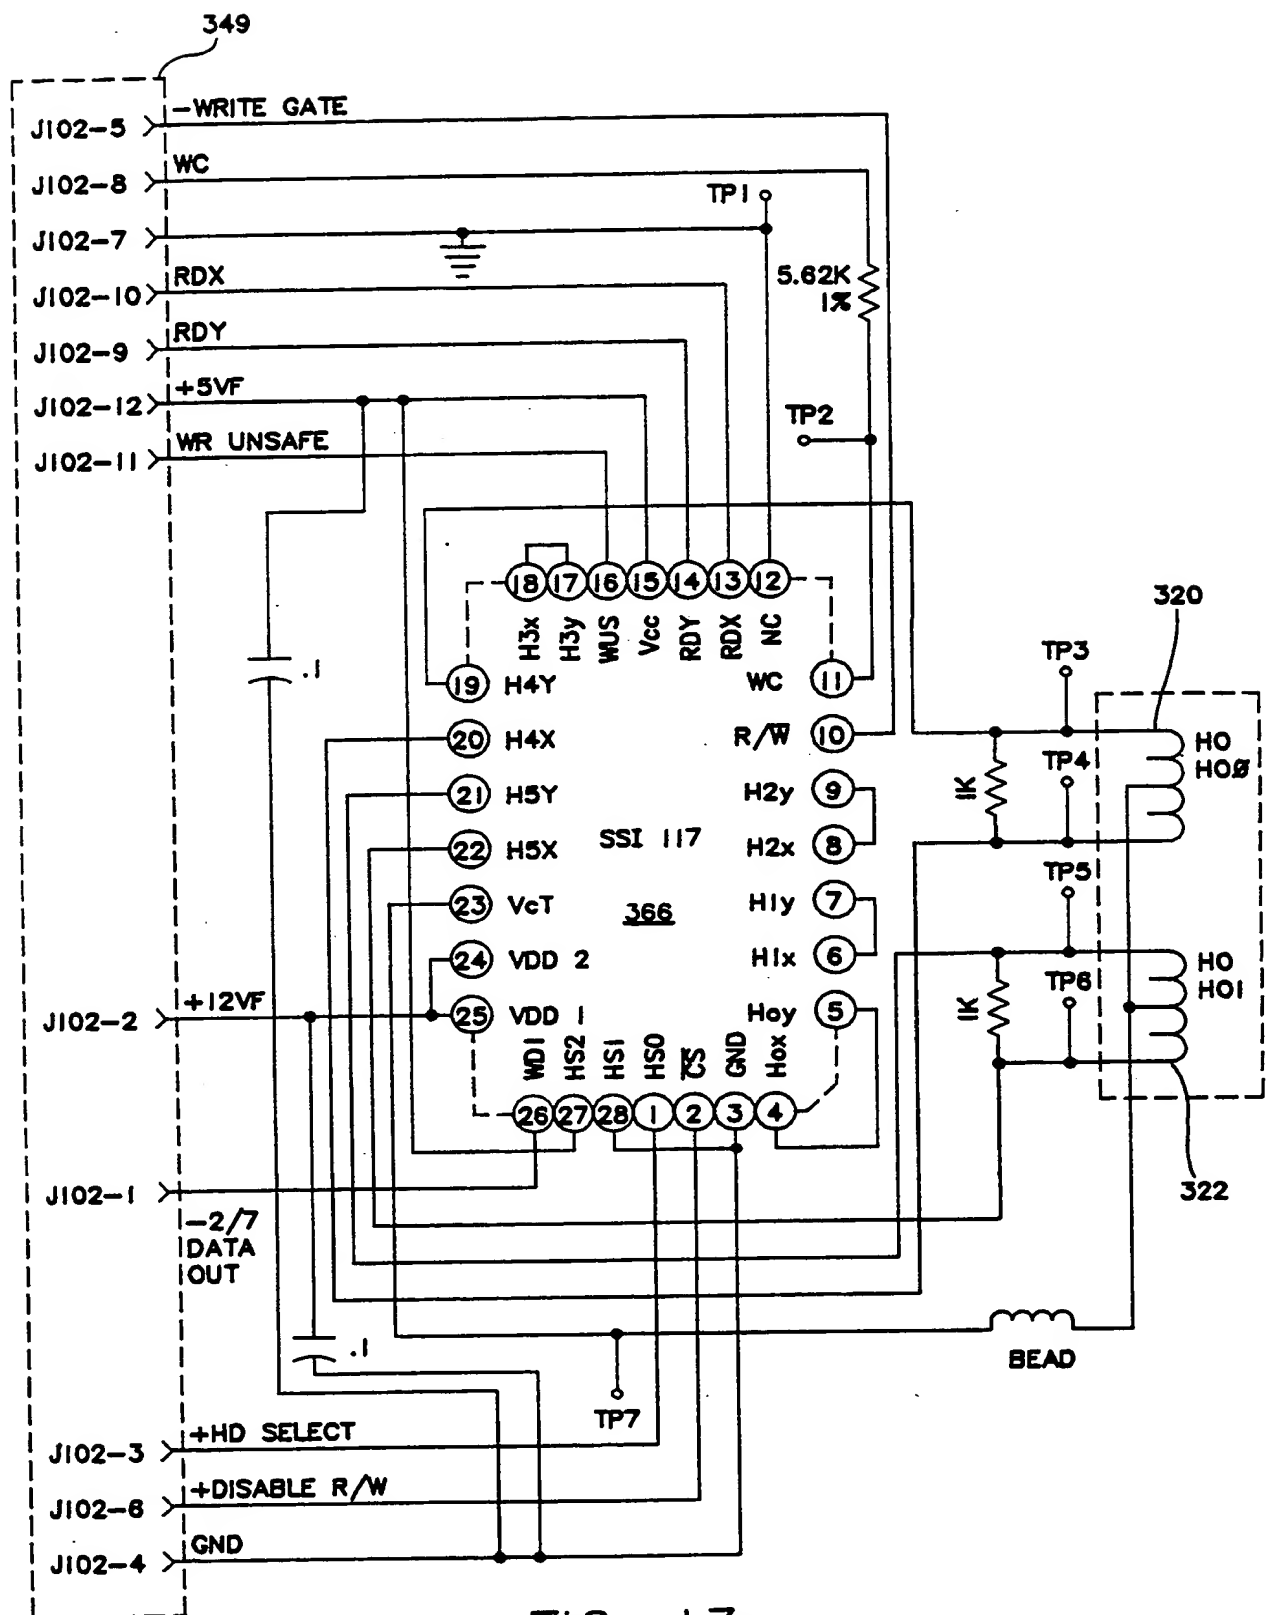 349
-WRITE GATE
J102-5
WC
J102-8
TP1
J102-7
RDX
5.62K
1%
J102-10
RDY
J102-9
+5VF
J102-12
TP2
WR UNSAFE
J102-11
18 17 16 15 14 13 12
H3x H3y WUS Vcc RDY RDX NC
320
TP3
.1
19 H4Y
WC 11
20 H4X
R/W̅ 10
HO
HOØ
TP4
1K
21 H5Y
H2y 9
SSI 117
22 H5X
H2x 8
TP5
23 VcT
366
H1y 7
24 VDD 2
H1x 6
HO
HO1
TP6
1K
+12VF
J102-2
25 VDD 1
Hoy 5
WD1 HS2 HS1 HS0 C̅S̅ GND Hox
26 27 28 1 2 3 4
J102-1
322
-2/7
DATA
OUT
.1
BEAD
TP7
+HD SELECT
J102-3
+DISABLE R/W
J102-6
GND
J102-4